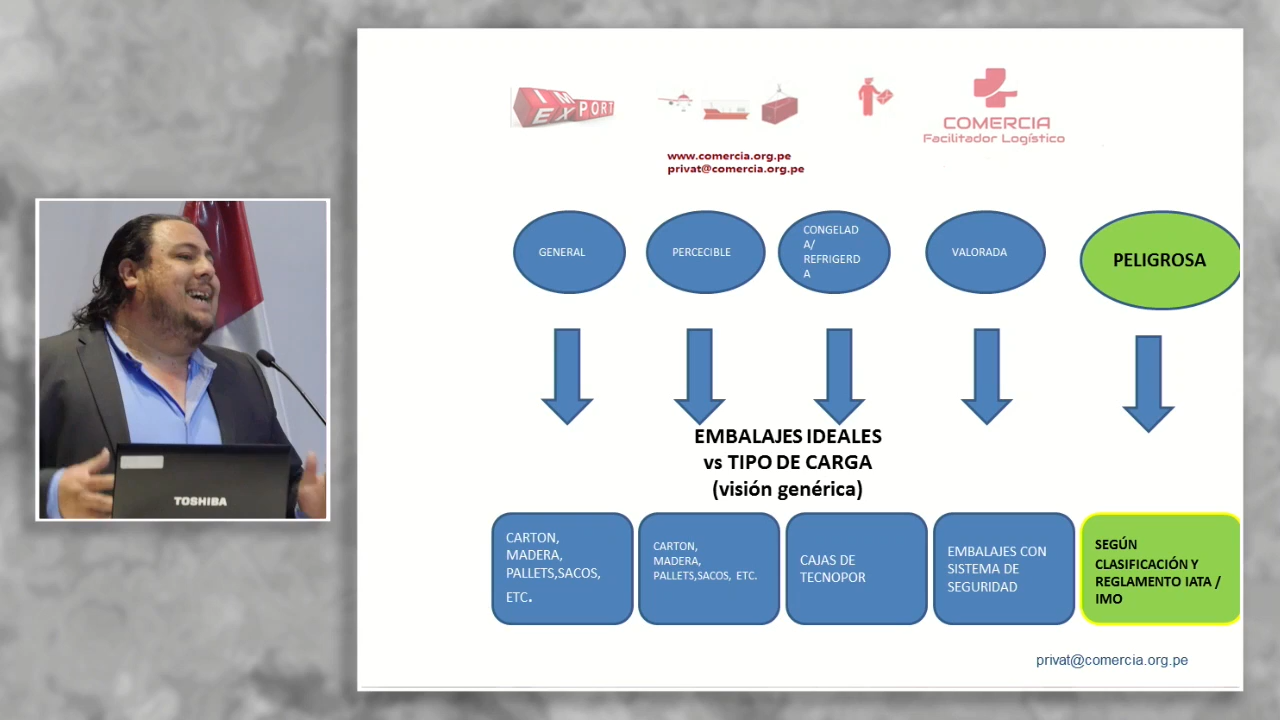 IM
EX PORT
COMERCIA
Facilitador Logístico
www.comercia.org.pe
privat@comercia.org.pe
GENERAL
PERCECIBLE
CONGELAD
A/
REFRIGERD
A
VALORADA
PELIGROSA
EMBALAJES IDEALES
vs TIPO DE CARGA
(visión genérica)
CARTON,
MADERA,
PALLETS,SACOS,
ETC.
CARTON,
MADERA,
PALLETS,SACOS, ETC.
CAJAS DE
TECNOPOR
EMBALAJES CON
SISTEMA DE
SEGURIDAD
SEGÚN
CLASIFICACIÓN Y
REGLAMENTO IATA /
IMO
privat@comercia.org.pe
TOSHIBA